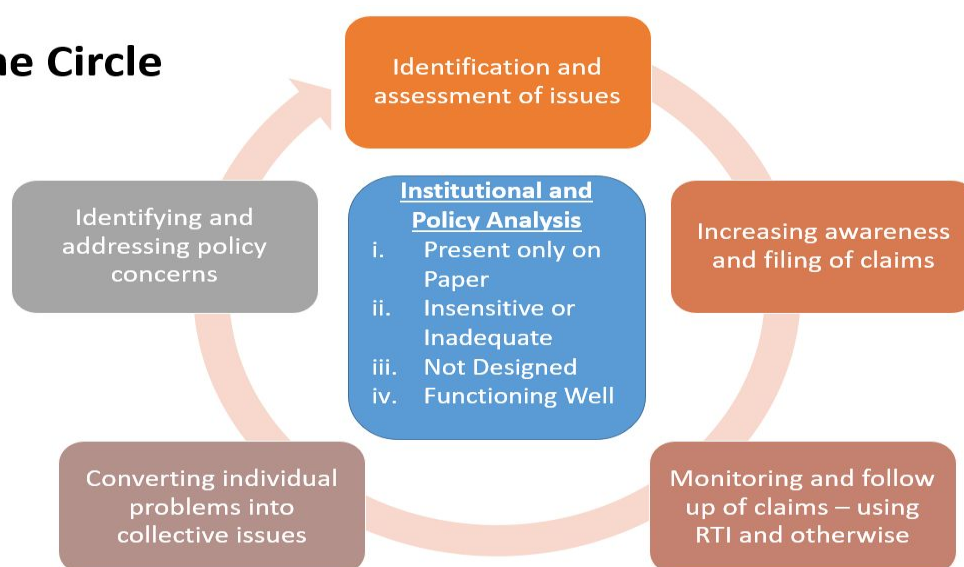 he Circle
Identification and
assessment of issues
Increasing awareness
and filing of claims
Monitoring and follow
up of claims – using
RTI and otherwise
Converting individual
problems into
collective issues
Identifying and
addressing policy
concerns
Institutional and
Policy Analysis
i. Present only on
Paper
ii. Insensitive or
Inadequate
iii. Not Designed
iv. Functioning Well